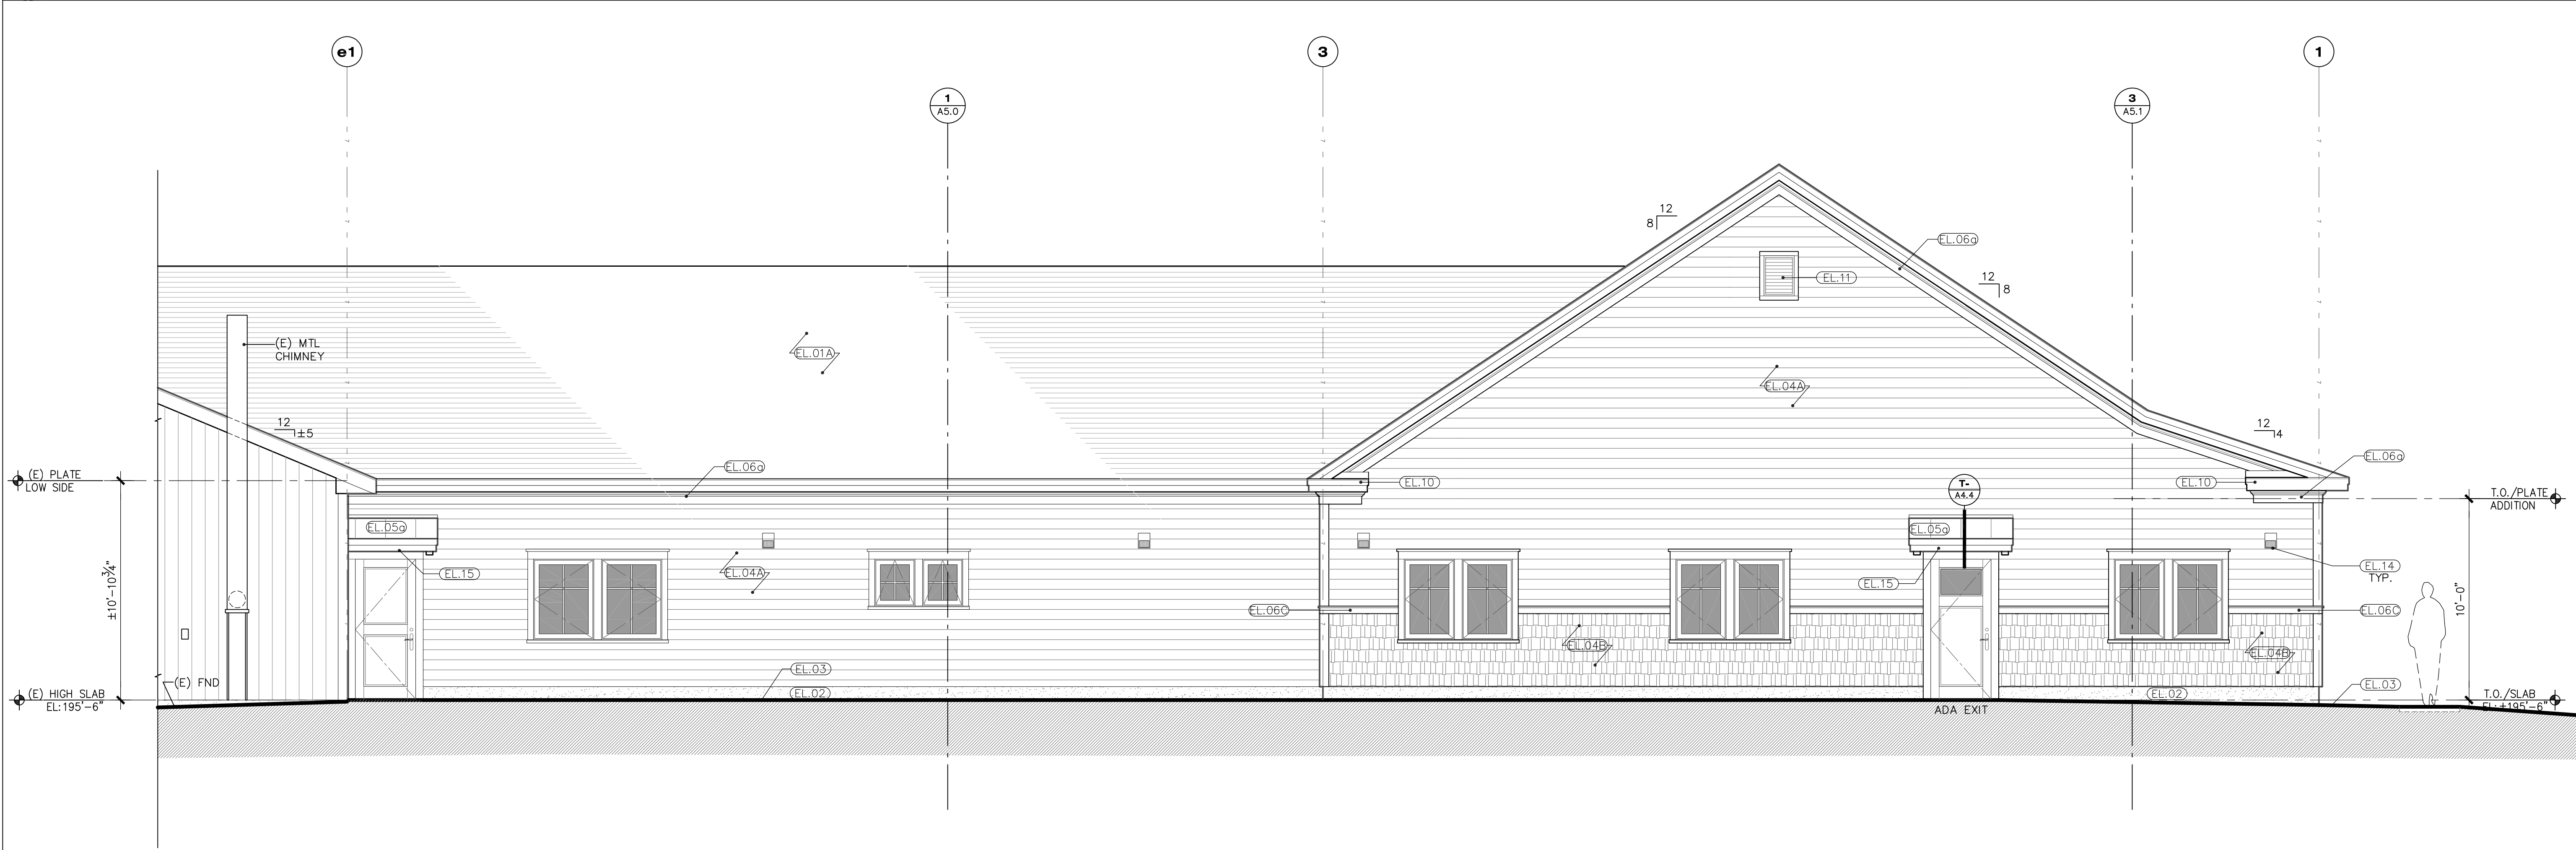 e1
3
1
1
A5.0
3
A5.1
12
8
EL.06a
12
8
EL.11
(E) MTL
CHIMNEY
EL.01A
EL.04A
12
±5
12
4
EL.06a
EL.06a
(E) PLATE
LOW SIDE
EL.10
EL.10
T-
A4.4
T.O./PLATE
ADDITION
EL.05a
EL.05a
EL.15
EL.04A
EL.15
EL.14
TYP.
±10'-10¾"
EL.06C
EL.06C
10'-0"
EL.04B
EL.04B
EL.03
(E) FND
EL.03
(E) HIGH SLAB
EL:195'-6"
EL.02
EL.02
T.O./SLAB
EL: ±195'-6"
ADA EXIT